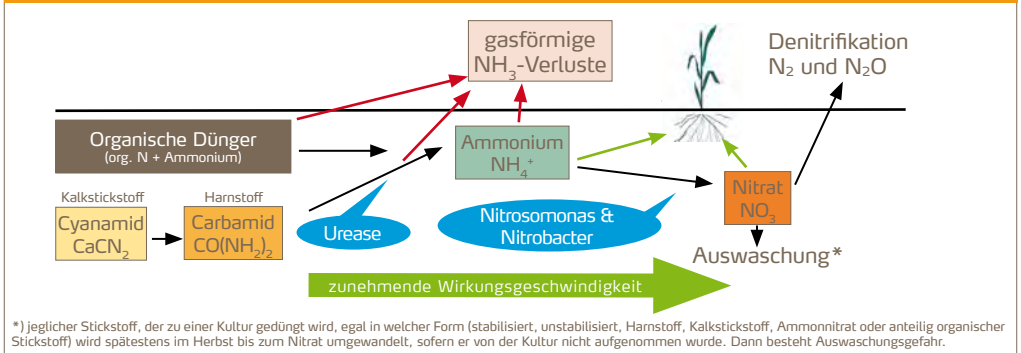 gasförmige
NH₃-Verluste
Denitrifikation
N₂ und N₂O
Organische Dünger
(org. N + Ammonium)
Ammonium
NH₄⁺
Kalkstickstoff
Cyanamid
CaCN₂
Harnstoff
Carbamid
CO(NH₂)₂
Urease
Nitrosomonas &
Nitrobacter
Nitrat
NO₃
Auswaschung*
zunehmende Wirkungsgeschwindigkeit
*) jeglicher Stickstoff, der zu einer Kultur gedüngt wird, egal in welcher Form (stabilisiert, unstabilisiert, Harnstoff, Kalkstickstoff, Ammonnitrat oder anteilig organischer
Stickstoff) wird spätestens im Herbst bis zum Nitrat umgewandelt, sofern er von der Kultur nicht aufgenommen wurde. Dann besteht Auswaschungsgefahr.